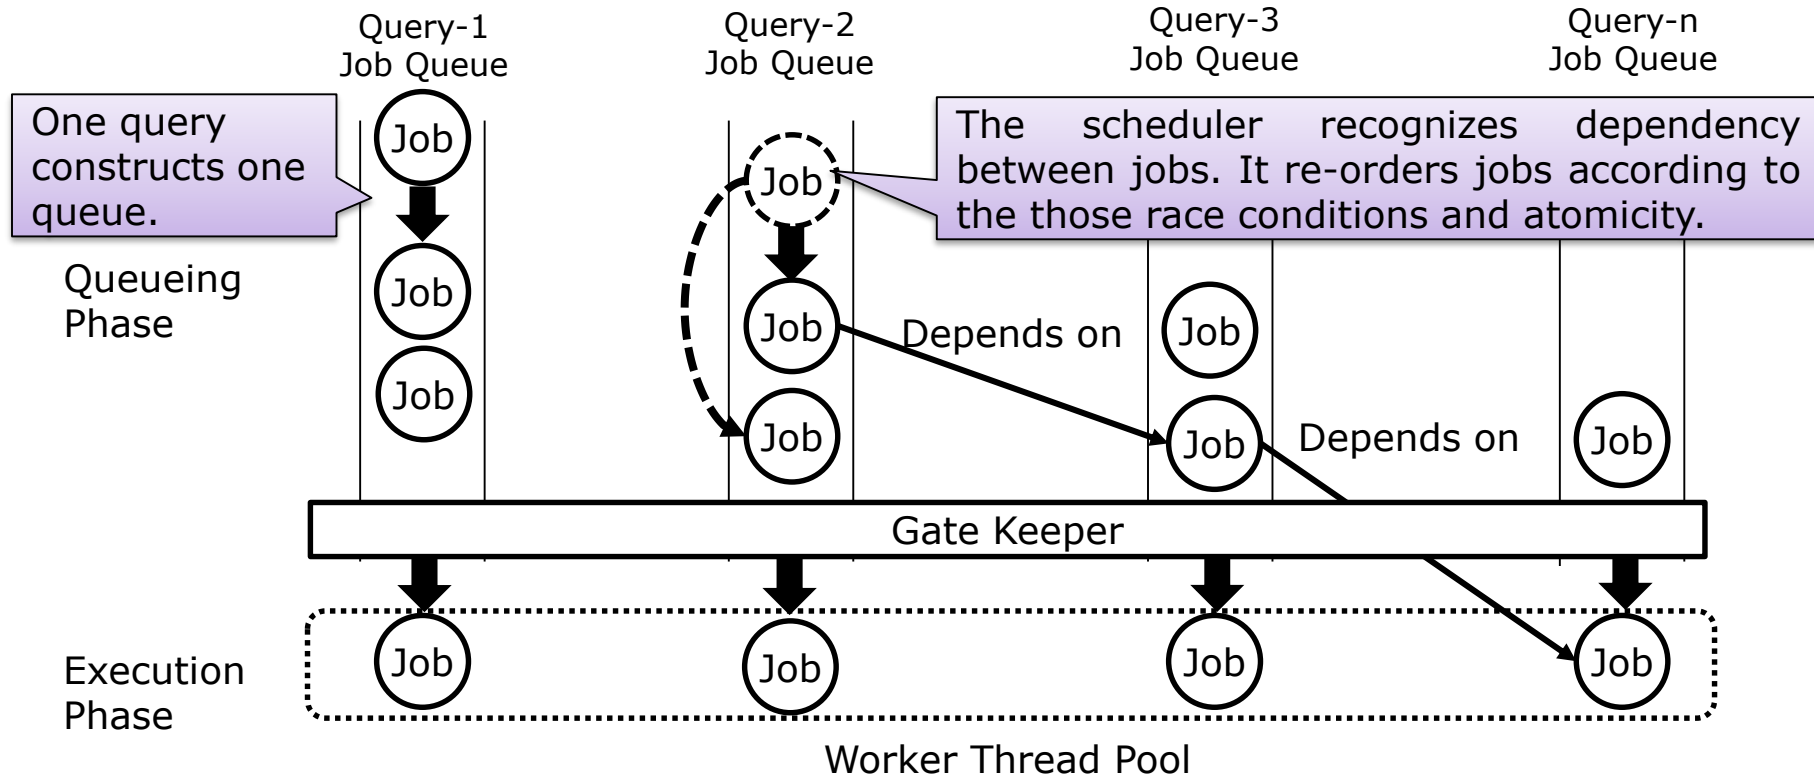 Query-1
Job Queue
Query-2
Job Queue
Query-3
Job Queue
Query-n
Job Queue
One query
constructs one
queue.
The scheduler recognizes dependency
between jobs. It re-orders jobs according to
the those race conditions and atomicity.
Job
Job
Job
Job
Job
Job
Job
Job
Job
Queueing
Phase
Depends on
Depends on
Gate Keeper
Job
Job
Job
Job
Execution
Phase
Worker Thread Pool